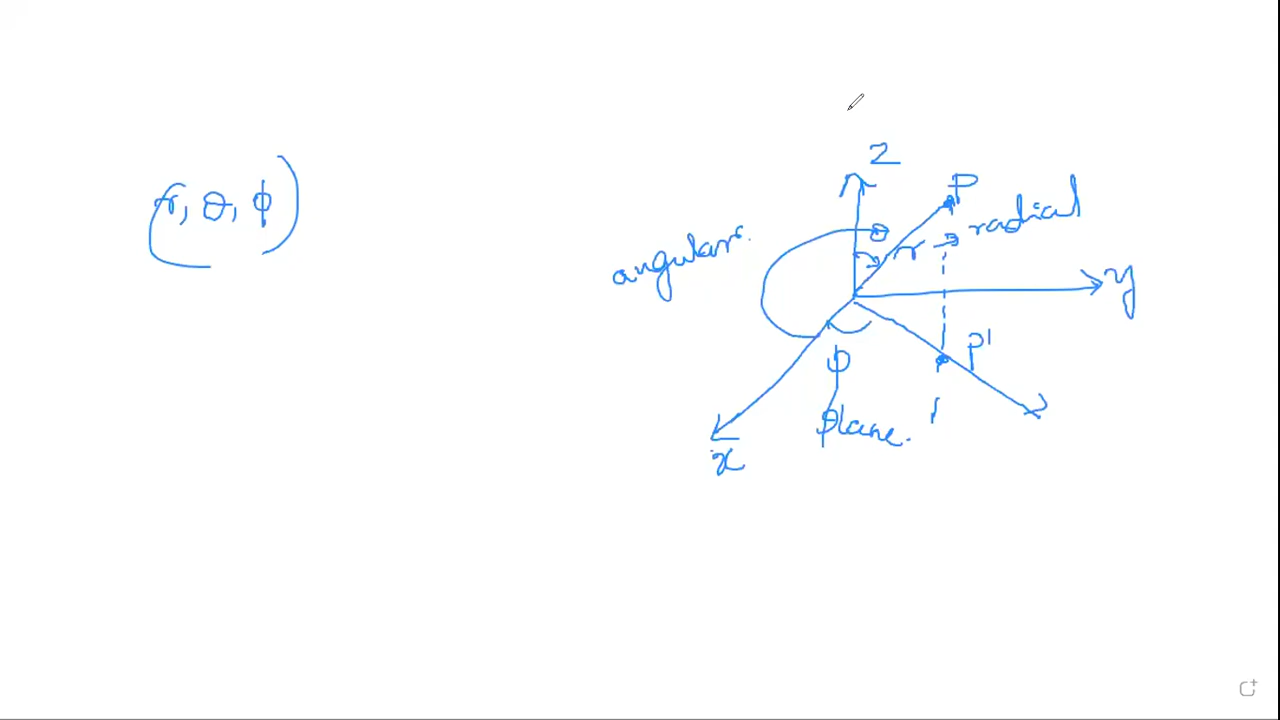 (r, θ, φ)
z
P
radial
θ
r
angular.
y
P'
φ
plane.
x